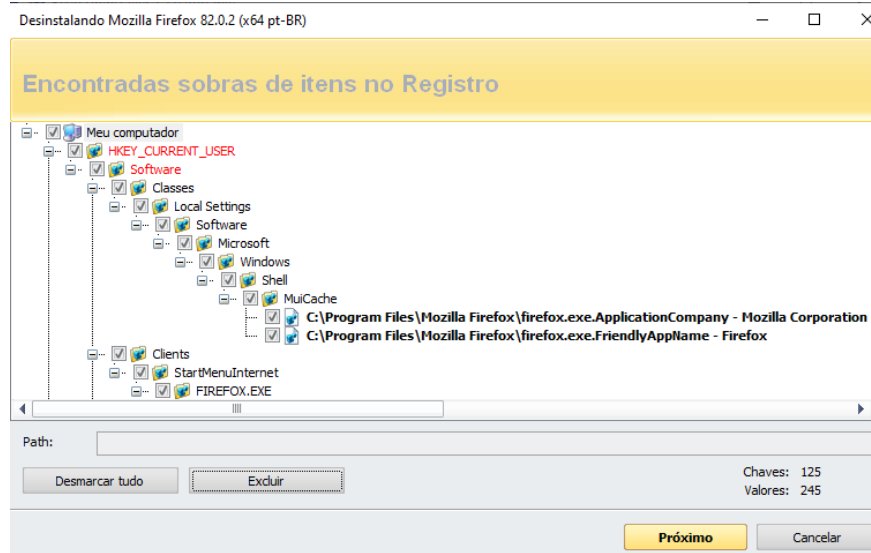 Desinstalando Mozilla Firefox 82.0.2 (x64 pt-BR)
Encontradas sobras de itens no Registro
Meu computador
HKEY_CURRENT_USER
Software
Classes
Local Settings
Software
Microsoft
Windows
Shell
MuiCache
C:\Program Files\Mozilla Firefox\firefox.exe.ApplicationCompany - Mozilla Corporation
C:\Program Files\Mozilla Firefox\firefox.exe.FriendlyAppName - Firefox
Clients
StartMenuInternet
FIREFOX.EXE
Path:
Desmarcar tudo Excluir Chaves: 125
Valores: 245
Próximo Cancelar